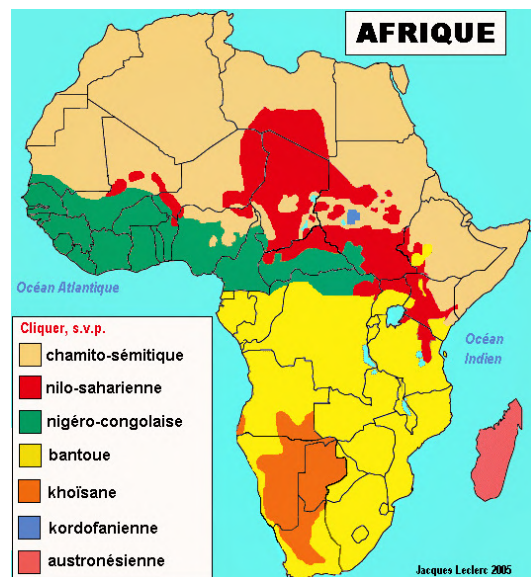 AFRIQUE
Océan Atlantique
Océan
Indien
Cliquer, s.v.p.
chamito-sémitique
nilo-saharienne
nigéro-congolaise
bantoue
khoïsane
kordofanienne
austronésienne
Jacques Leclerc 2005